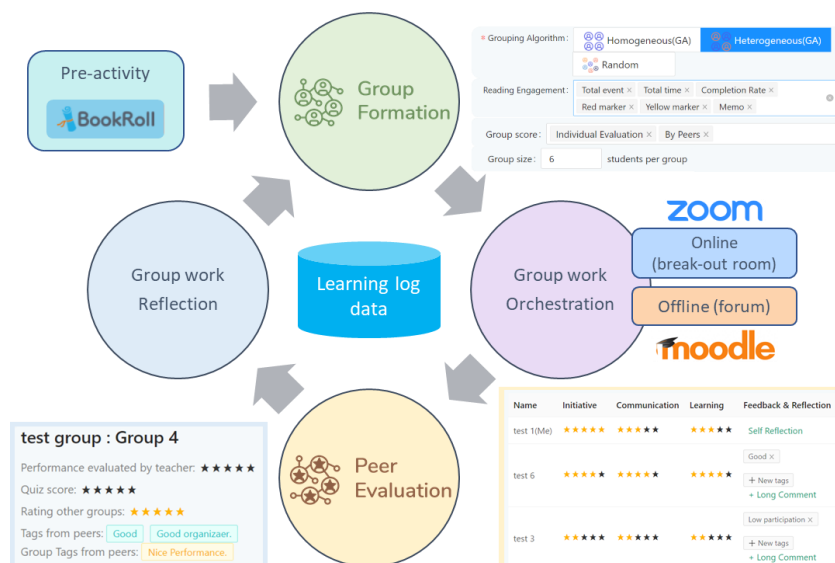 Pre-activity
BookRoll
Group
Formation
* Grouping Algorithm:
Homogeneous(GA)
Heterogeneous(GA)
Random
Reading Engagement:
Total event ×
Total time ×
Completion Rate ×
Red marker ×
Yellow marker ×
Memo ×
Group score:
Individual Evaluation ×
By Peers ×
Group size: 6 students per group
Group work
Reflection
Learning log
data
Group work
Orchestration
zoom
Online
(break-out room)
Offline (forum)
moodle
Peer
Evaluation
test group : Group 4
Performance evaluated by teacher: ★★★★★
Quiz score: ★★★★★
Rating other groups: ★★★★★
Tags from peers: Good Good organizaer.
Group Tags from peers: Nice Performance.
Name Initiative Communication Learning Feedback & Reflection
test 1(Me) ★★★★★ ★★★★★ ★★★★★ Self Reflection
Good ×
test 6 ★★★★★ ★★★★★ ★★★★★
+ New tags
+ Long Comment
Low participation ×
test 3 ★★★★★ ★★★★★ ★★★★★
+ New tags
+ Long Comment